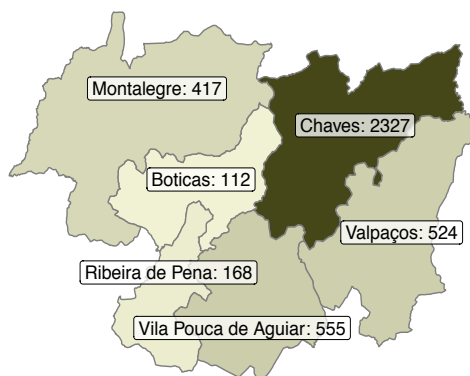 Montalegre: 417
Chaves: 2327
Boticas: 112
Valpaços: 524
Ribeira de Pena: 168
Vila Pouca de Aguiar: 555